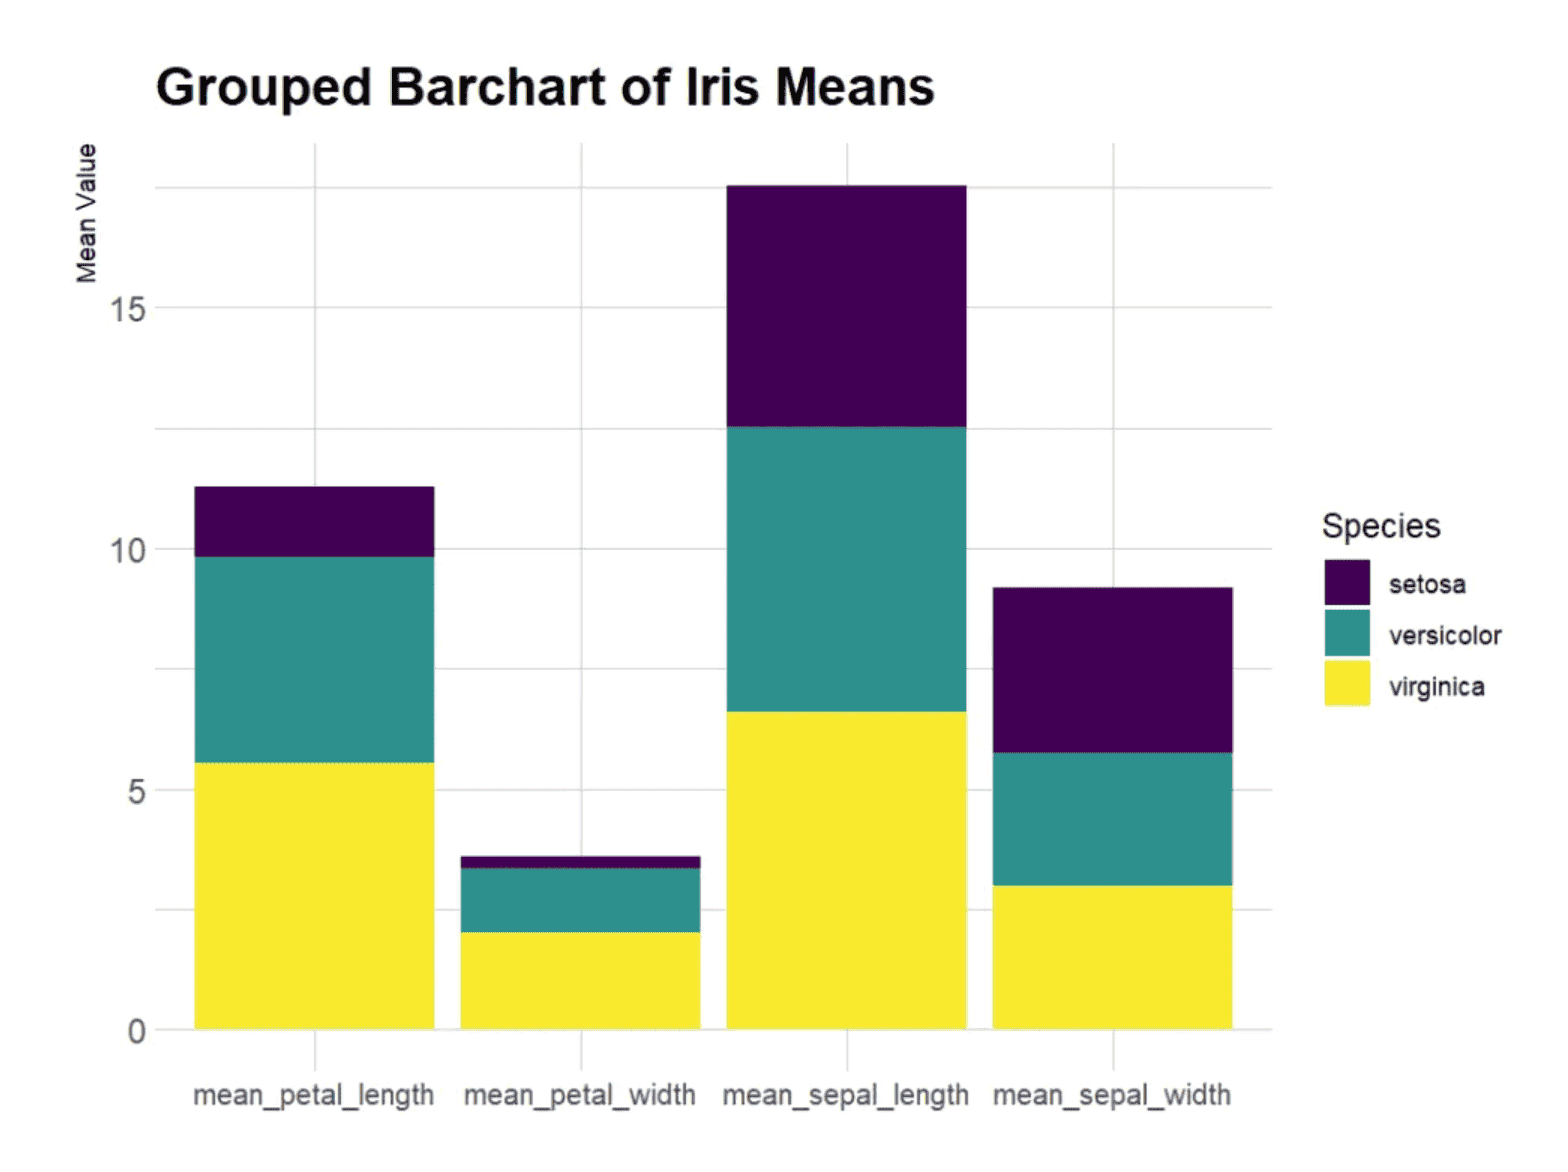 Grouped Barchart of Iris Means
Mean Value
15
10
5
0
mean_petal_length mean_petal_width mean_sepal_length mean_sepal_width
Species
setosa
versicolor
virginica